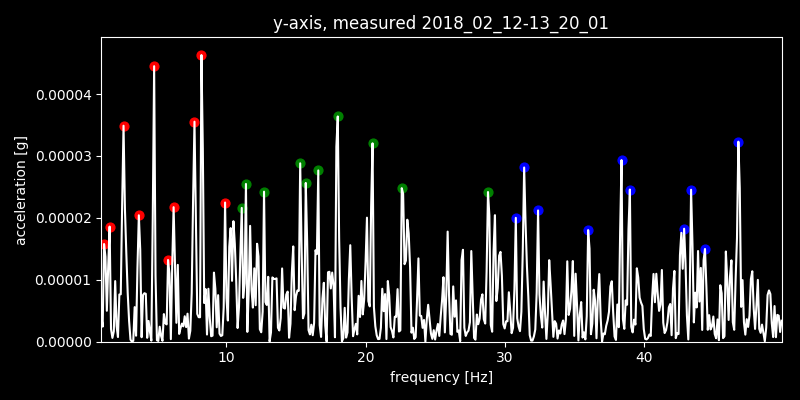 y-axis, measured 2018_02_12-13_20_01
acceleration [g]
0.00004
0.00003
0.00002
0.00001
0.00000
10 20 30 40
frequency [Hz]